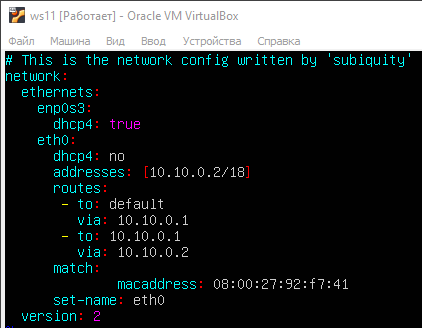 ws11 [Работает] - Oracle VM VirtualBox
Файл Машина Вид Ввод Устройства Справка
# This is the network config written by 'subiquity'
network:
  ethernets:
    enp0s3:
      dhcp4: true
    eth0:
      dhcp4: no
      addresses: [10.10.0.2/18]
      routes:
       - to: default
         via: 10.10.0.1
       - to: 10.10.0.1
         via: 10.10.0.2
      match:
              macaddress: 08:00:27:92:f7:41
      set-name: eth0
  version: 2